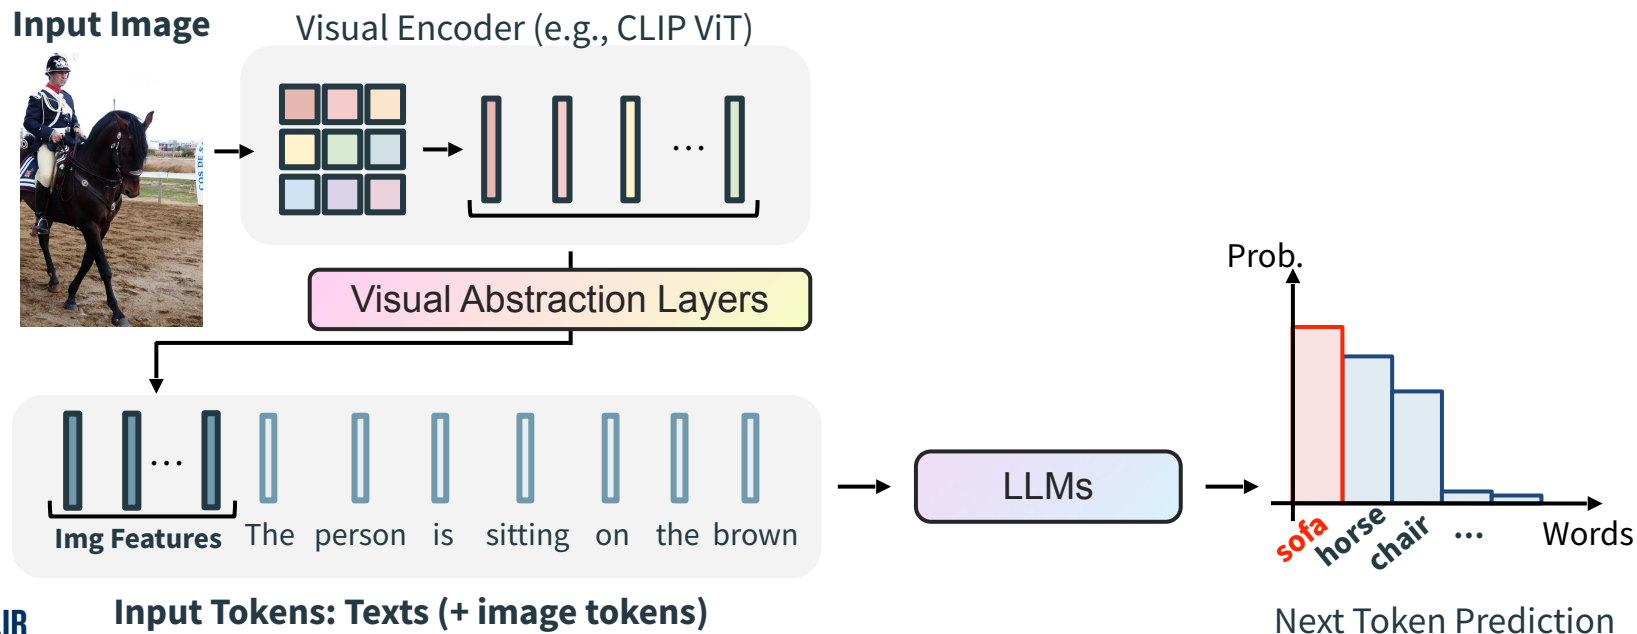 Input Image
Visual Encoder (e.g., CLIP ViT)
...
Visual Abstraction Layers
...
Img Features
The person is sitting on the brown
Input Tokens: Texts (+ image tokens)
LLMs
Prob.
sofa
horse
chair
...
Words
Next Token Prediction